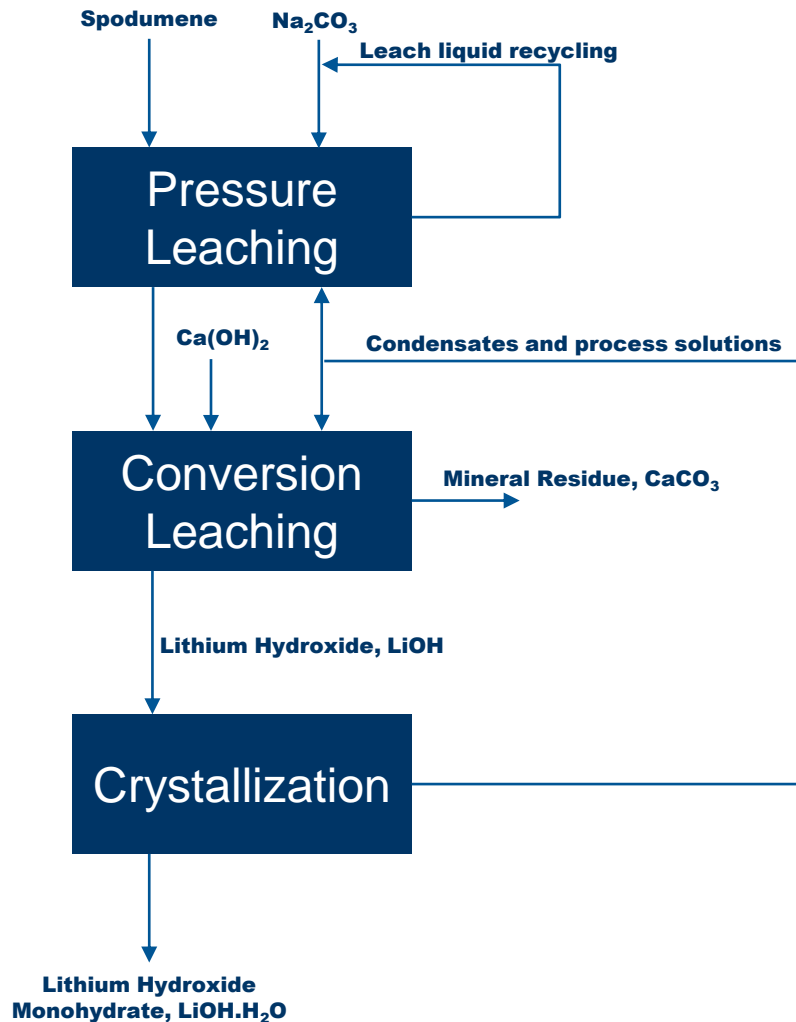 Spodumene
Na₂CO₃
Leach liquid recycling
Pressure
Leaching
Ca(OH)₂
Condensates and process solutions
Conversion
Leaching
Mineral Residue, CaCO₃
Lithium Hydroxide, LiOH
Crystallization
Lithium Hydroxide
Monohydrate, LiOH.H₂O